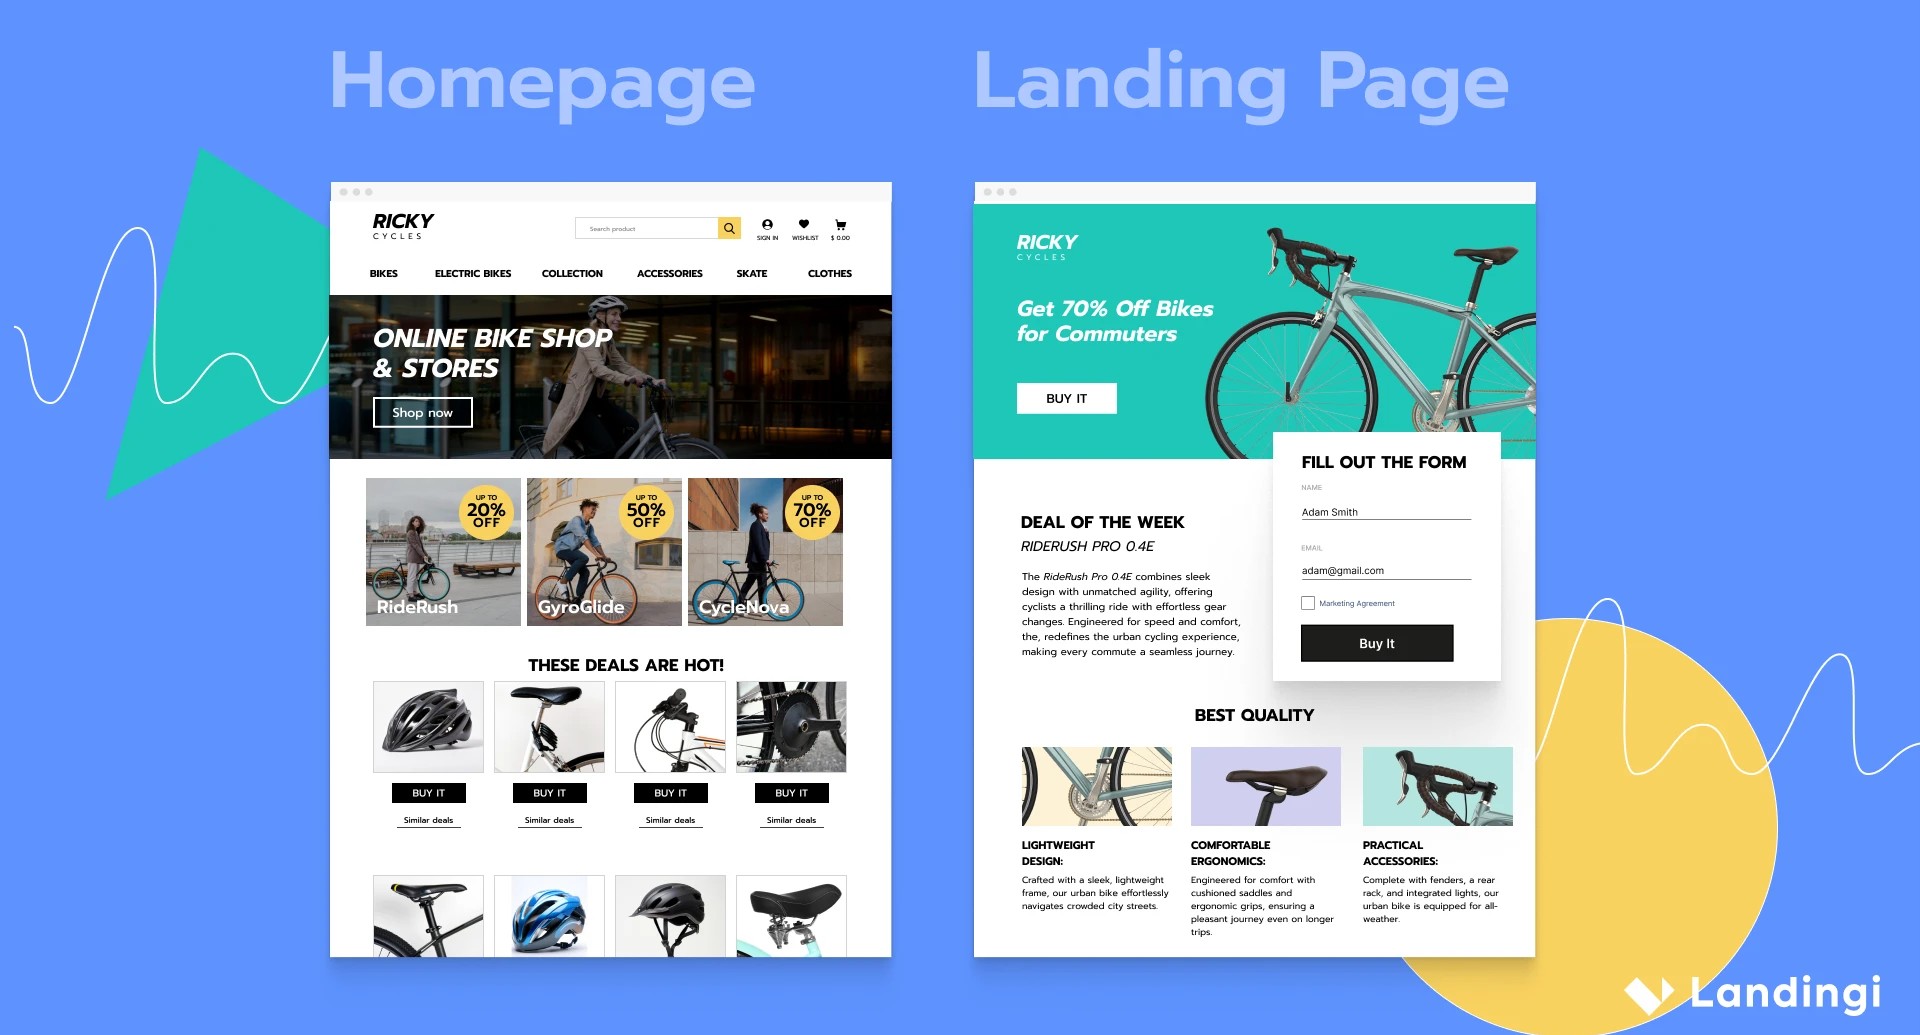 Homepage
Landing Page
RICKY
CYCLES
Search product
SIGN IN
WISHLIST
$ 0.00
BIKES
ELECTRIC BIKES
COLLECTION
ACCESSORIES
SKATE
CLOTHES
ONLINE BIKE SHOP
& STORES
Shop now
UP TO
20%
OFF
RideRush
UP TO
50%
OFF
GyroGlide
UP TO
70%
OFF
CycleNova
THESE DEALS ARE HOT!
BUY IT
BUY IT
BUY IT
BUY IT
Similar deals
Similar deals
Similar deals
Similar deals
RICKY
CYCLES
Get 70% Off Bikes
for Commuters
BUY IT
FILL OUT THE FORM
NAME
Adam Smith
EMAIL
adam@gmail.com
Marketing Agreement
Buy It
DEAL OF THE WEEK
RIDERUSH PRO 0.4E
The RideRush Pro 0.4E combines sleek
design with unmatched agility, offering
cyclists a thrilling ride with effortless gear
changes. Engineered for speed and comfort,
the, redefines the urban cycling experience,
making every commute a seamless journey.
BEST QUALITY
LIGHTWEIGHT
DESIGN:
Crafted with a sleek, lightweight
frame, our urban bike effortlessly
navigates crowded city streets.
COMFORTABLE
ERGONOMICS:
Engineered for comfort with
cushioned saddles and
ergonomic grips, ensuring a
pleasant journey even on longer
trips.
PRACTICAL
ACCESSORIES:
Complete with fenders, a rear
rack, and integrated lights, our
urban bike is equipped for all-
weather.
Landingi